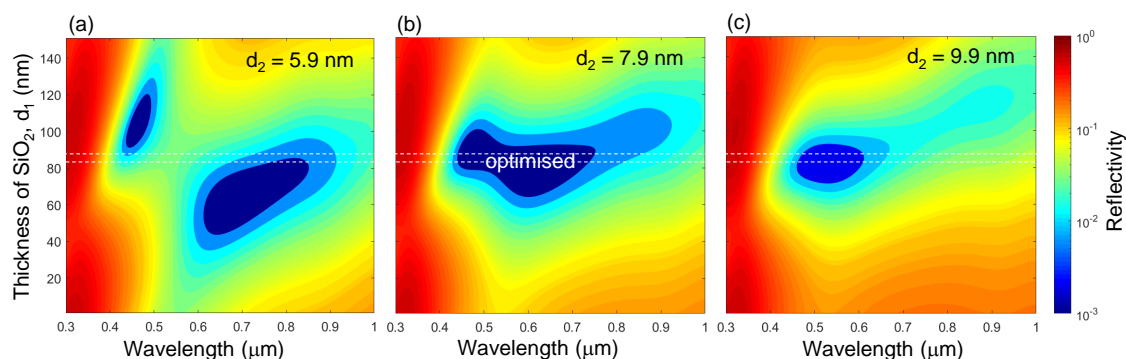 (a)
d₂ = 5.9 nm
(b)
d₂ = 7.9 nm
optimised
(c)
d₂ = 9.9 nm
Thickness of SiO₂, d₁ (nm)
140
120
100
80
60
40
20
0.3 0.4 0.5 0.6 0.7 0.8 0.9 1
0.3 0.4 0.5 0.6 0.7 0.8 0.9 1
0.3 0.4 0.5 0.6 0.7 0.8 0.9 1
Wavelength (μm)
Wavelength (μm)
Wavelength (μm)
10⁰
10⁻¹
10⁻²
10⁻³
Reflectivity